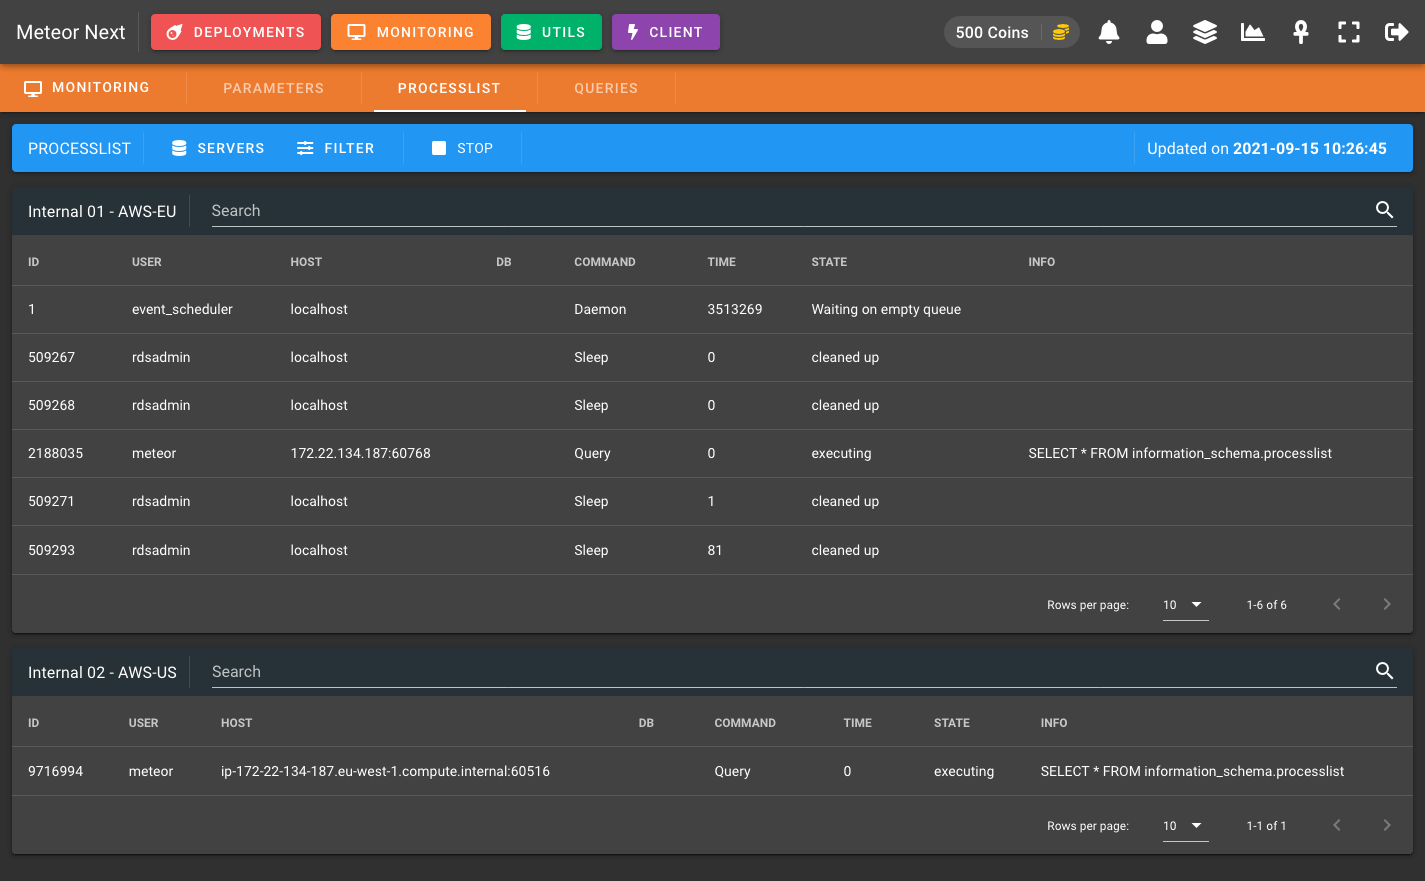 Meteor Next DEPLOYMENTS MONITORING UTILS CLIENT 500 Coins
MONITORING PARAMETERS PROCESSLIST QUERIES
PROCESSLIST SERVERS FILTER STOP Updated on 2021-09-15 10:26:45
Internal 01 - AWS-EU Search
ID USER HOST DB COMMAND TIME STATE INFO
1 event_scheduler localhost Daemon 3513269 Waiting on empty queue
509267 rdsadmin localhost Sleep 0 cleaned up
509268 rdsadmin localhost Sleep 0 cleaned up
2188035 meteor 172.22.134.187:60768 Query 0 executing SELECT * FROM information_schema.processlist
509271 rdsadmin localhost Sleep 1 cleaned up
509293 rdsadmin localhost Sleep 81 cleaned up
Rows per page: 10 1-6 of 6
Internal 02 - AWS-US Search
ID USER HOST DB COMMAND TIME STATE INFO
9716994 meteor ip-172-22-134-187.eu-west-1.compute.internal:60516 Query 0 executing SELECT * FROM information_schema.processlist
Rows per page: 10 1-1 of 1